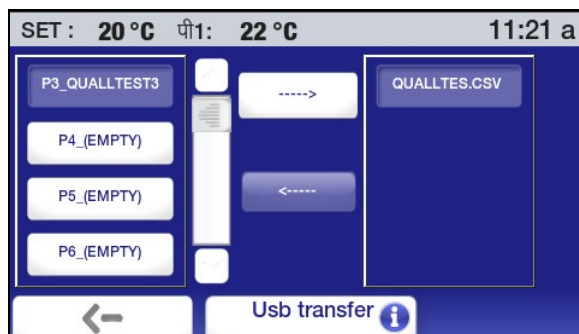 SET : 20 °C पी1: 22 °C 11:21 a
P3_QUALLTEST3
P4_(EMPTY)
P5_(EMPTY)
P6_(EMPTY)
----->
<-----
QUALLTES.CSV
Usb transfer